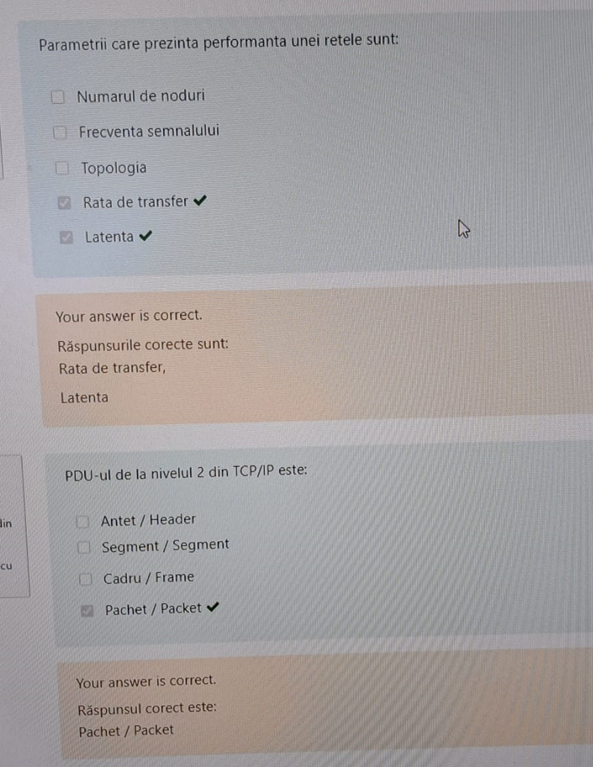 Parametrii care prezinta performanta unei retele sunt:
Numarul de noduri
Frecventa semnalului
Topologia
Rata de transfer
Latenta
Your answer is correct.
Răspunsurile corecte sunt:
Rata de transfer,
Latenta
PDU-ul de la nivelul 2 din TCP/IP este:
din
Antet / Header
Segment / Segment
cu
Cadru / Frame
Pachet / Packet
Your answer is correct.
Răspunsul corect este:
Pachet / Packet